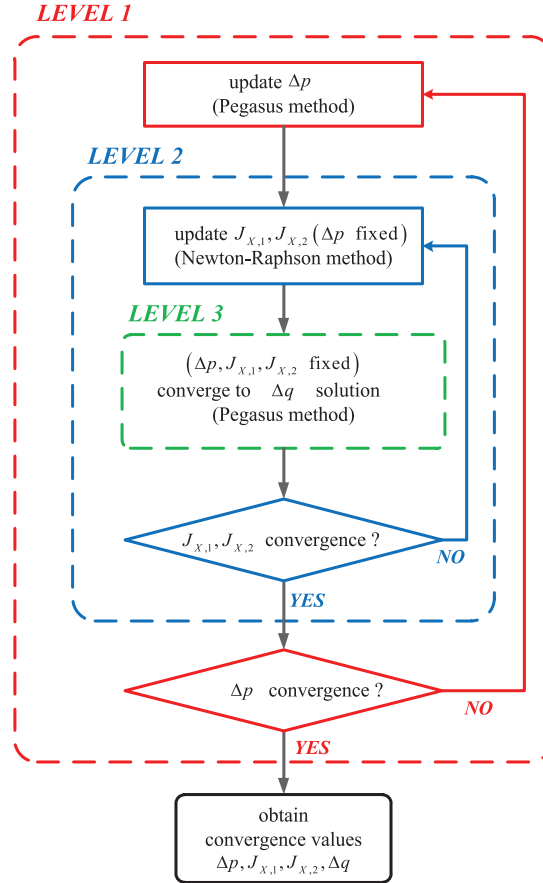 LEVEL 1
update Δp
(Pegasus method)
LEVEL 2
update J_{X,1}, J_{X,2} (Δp fixed)
(Newton-Raphson method)
LEVEL 3
(Δp, J_{X,1}, J_{X,2} fixed)
converge to Δq solution
(Pegasus method)
J_{X,1}, J_{X,2} convergence ?
NO
YES
Δp convergence ?
NO
YES
obtain
convergence values
Δp, J_{X,1}, J_{X,2}, Δq